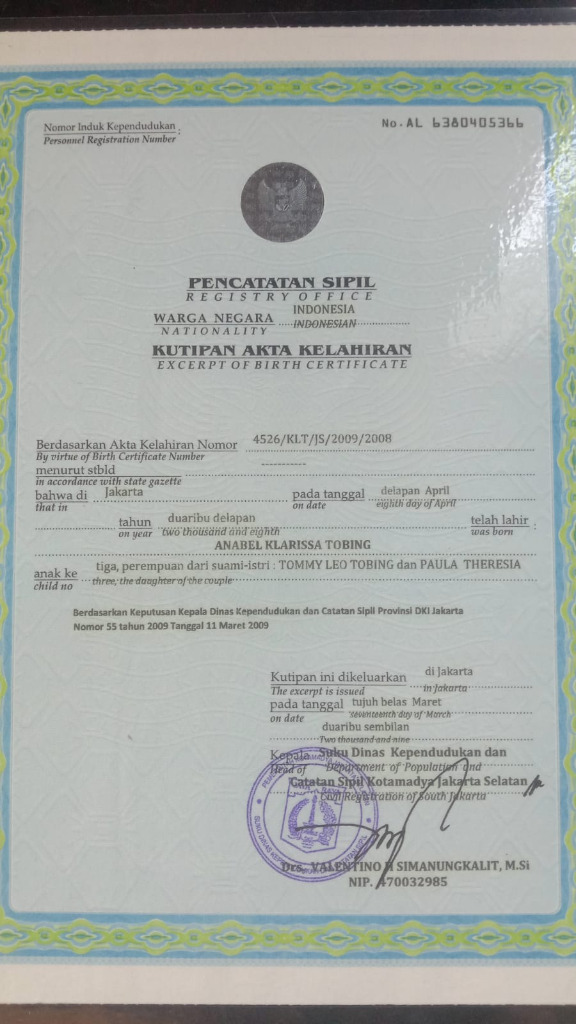 Nomor Induk Kependudukan :
Personnel Registration Number
No. AL 6380405366
PENCATATAN SIPIL
REGISTRY OFFICE
WARGA NEGARA INDONESIA
NATIONALITY INDONESIAN
KUTIPAN AKTA KELAHIRAN
EXCERPT OF BIRTH CERTIFICATE
Berdasarkan Akta Kelahiran Nomor 4526/KLT/JS/2009/2008
By virtue of Birth Certificate Number
menurut stbld -----------
in accordance with state gazette
bahwa di Jakarta pada tanggal delapan April
that in on date eighth day of April
tahun duaribu delapan telah lahir :
on year two thousand and eighth was born
ANABEL KLARISSA TOBING
anak ke tiga, perempuan dari suami-istri : TOMMY LEO TOBING dan PAULA THERESIA
child no three, the daughter of the couple
Berdasarkan Keputusan Kepala Dinas Kependudukan dan Catatan Sipil Provinsi DKI Jakarta
Nomor 55 tahun 2009 Tanggal 11 Maret 2009
Kutipan ini dikeluarkan di Jakarta
The excerpt is issued in Jakarta
pada tanggal tujuh belas Maret
on date seventeenth day of March
duaribu sembilan
Two thousand and nine
Kepala Suku Dinas Kependudukan dan
Head of Department of Population and
Catatan Sipil Kotamadya Jakarta Selatan
Civil Registration of South Jakarta
Drs. VALENTINO SIMANUNGKALIT, M.Si
NIP. 470032985